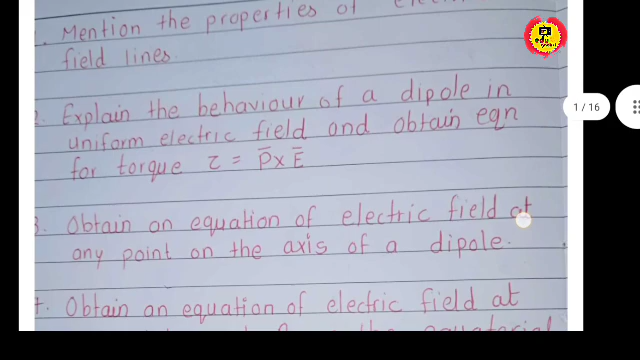 1. Mention the properties of
field lines.
2. Explain the behaviour of a dipole in
uniform electric field and obtain eqn
for torque τ = P̄ x Ē
3. Obtain an equation of electric field at
any point on the axis of a dipole.
4. Obtain an equation of electric field at
equatorial
edu
1 / 16